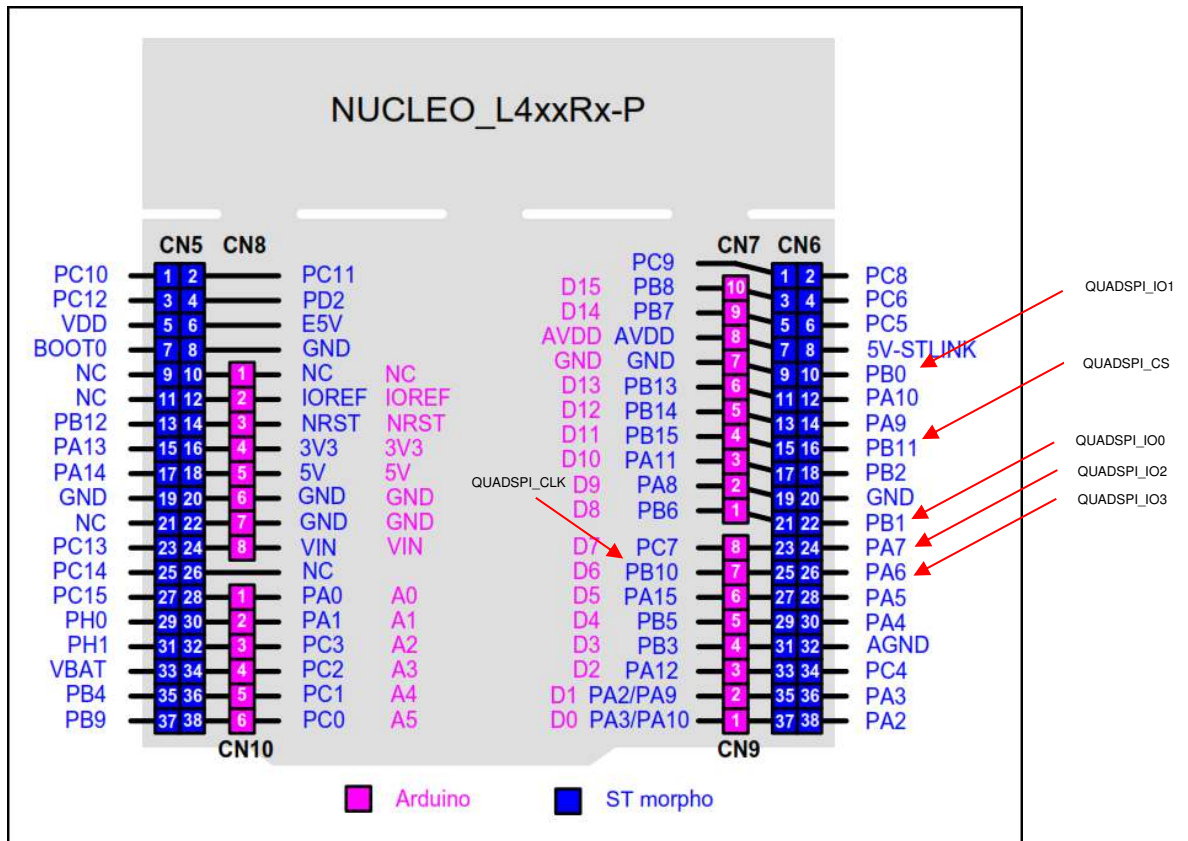 NUCLEO_L4xxRx-P
CN5 CN8 CN7 CN6
PC9
PC10 1 2 PC11 D15 PB8 10 1 2 PC8
PC12 3 4 PD2 D14 PB7 9 3 4 PC6
VDD 5 6 E5V AVDD AVDD 8 5 6 PC5
BOOT0 7 8 GND GND GND 7 7 8 5V-STLINK
NC 9 10 1 NC NC D13 PB13 6 9 10 PB0
NC 11 12 2 IOREF IOREF D12 PB14 5 11 12 PA10
PB12 13 14 3 NRST NRST D11 PB15 4 13 14 PA9
PA13 15 16 4 3V3 3V3 D10 PA11 3 15 16 PB11
PA14 17 18 5 5V 5V D9 PA8 2 17 18 PB2
GND 19 20 6 GND GND D8 PB6 1 19 20 GND
NC 21 22 7 GND GND 21 22 PB1
PC13 23 24 8 VIN VIN D7 PC7 8 23 24 PA7
PC14 25 26 NC D6 PB10 7 25 26 PA6
PC15 27 28 1 PA0 A0 D5 PA15 6 27 28 PA5
PH0 29 30 2 PA1 A1 D4 PB5 5 29 30 PA4
PH1 31 32 3 PC3 A2 D3 PB3 4 31 32 AGND
VBAT 33 34 4 PC2 A3 D2 PA12 3 33 34 PC4
PB4 35 36 5 PC1 A4 D1 PA2/PA9 2 35 36 PA3
PB9 37 38 6 PC0 A5 D0 PA3/PA10 1 37 38 PA2
CN10 CN9
Arduino ST morpho
QUADSPI_CLK
QUADSPI_IO1
QUADSPI_CS
QUADSPI_IO0
QUADSPI_IO2
QUADSPI_IO3